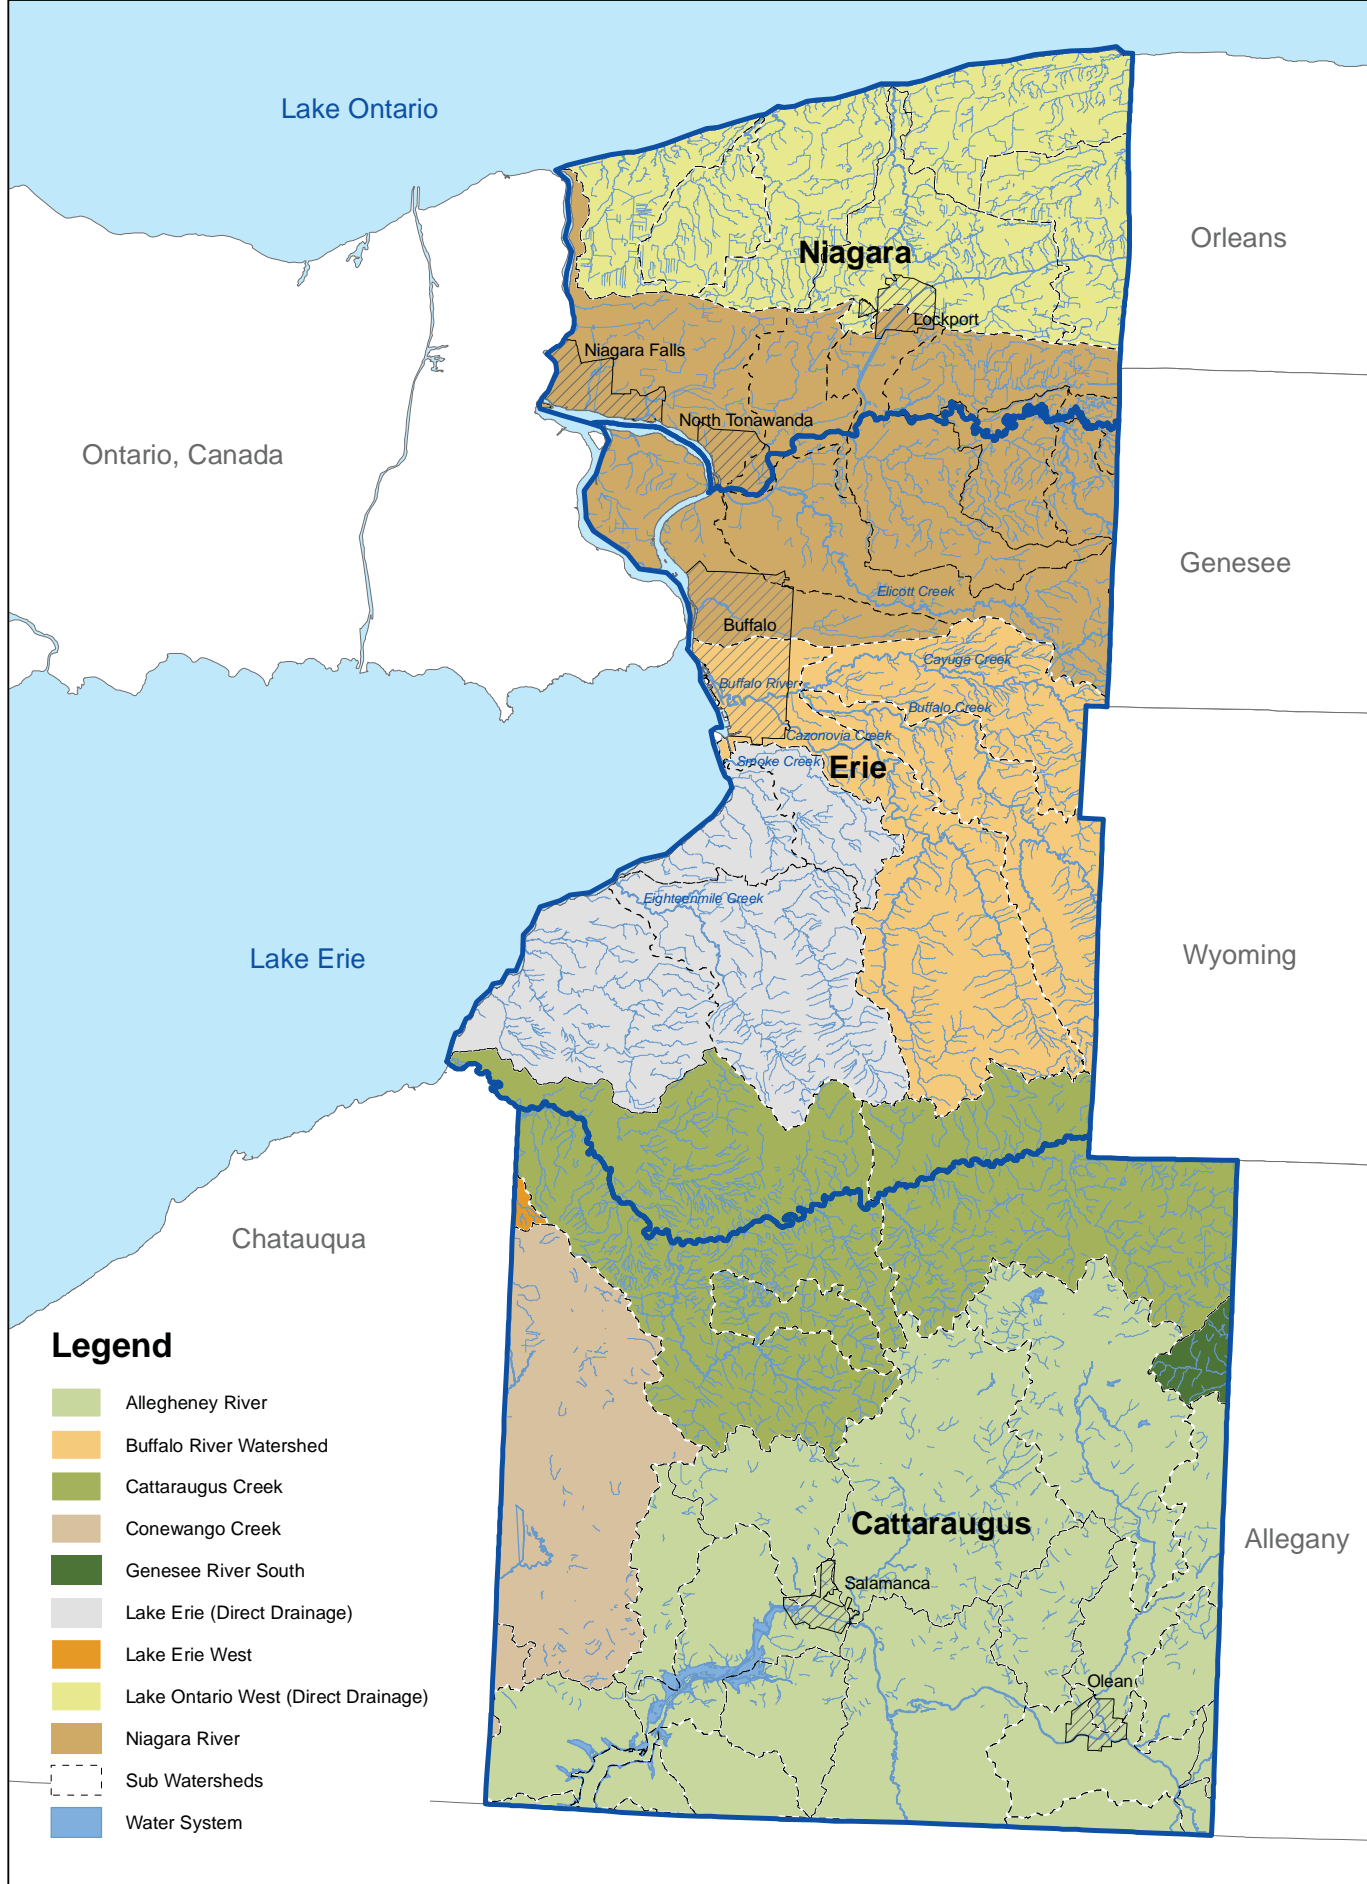 Lake Ontario
Orleans
Niagara
Lockport
Niagara Falls
North Tonawanda
Ontario, Canada
Genesee
Elicott Creek
Buffalo
Cayuga Creek
Buffalo River
Buffalo Creek
Cazonovia Creek
Smoke Creek
Erie
Eighteenmile Creek
Lake Erie
Wyoming
Chatauqua
Legend
Allegheney River
Buffalo River Watershed
Cattaraugus Creek
Conewango Creek
Genesee River South
Lake Erie (Direct Drainage)
Lake Erie West
Lake Ontario West (Direct Drainage)
Niagara River
Sub Watersheds
Water System
Cattaraugus
Allegany
Salamanca
Olean